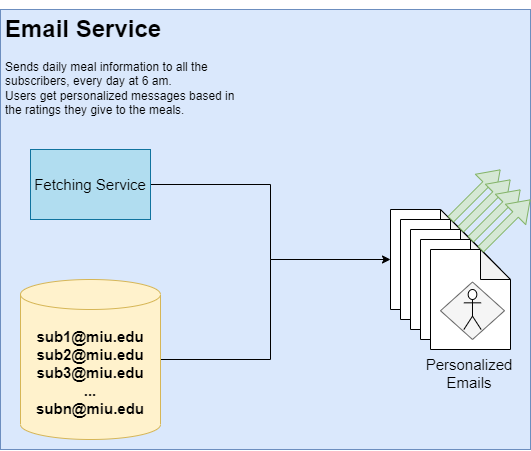 Email Service
Sends daily meal information to all the
subscribers, every day at 6 am.
Users get personalized messages based in
the ratings they give to the meals.
Fetching Service
sub1@miu.edu
sub2@miu.edu
sub3@miu.edu
...
subn@miu.edu
Personalized
Emails